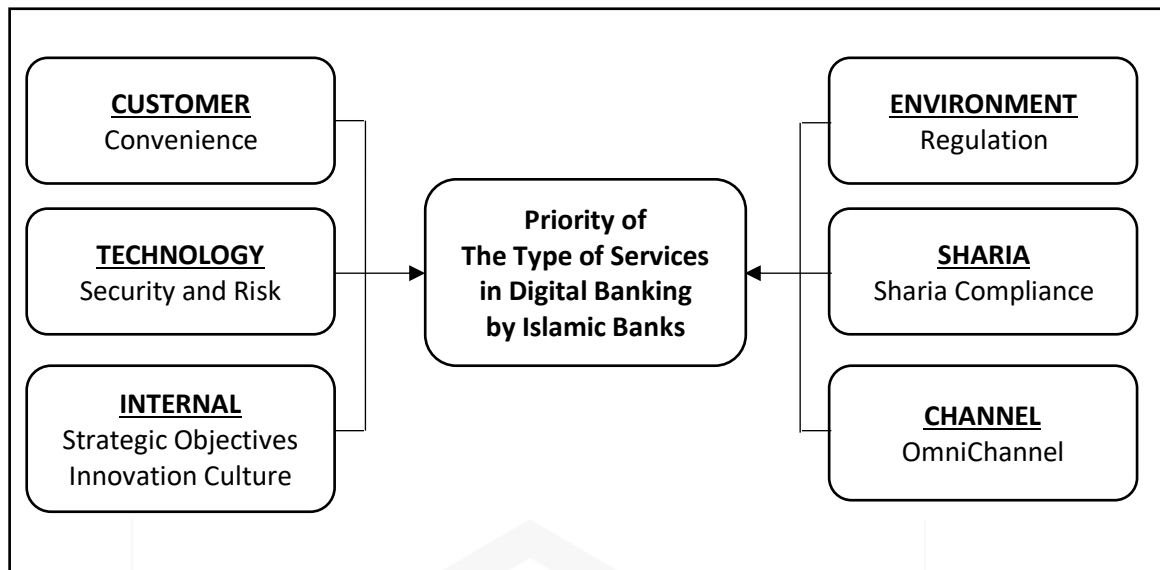 CUSTOMER
Convenience
TECHNOLOGY
Security and Risk
INTERNAL
Strategic Objectives
Innovation Culture
Priority of
The Type of Services
in Digital Banking
by Islamic Banks
ENVIRONMENT
Regulation
SHARIA
Sharia Compliance
CHANNEL
OmniChannel